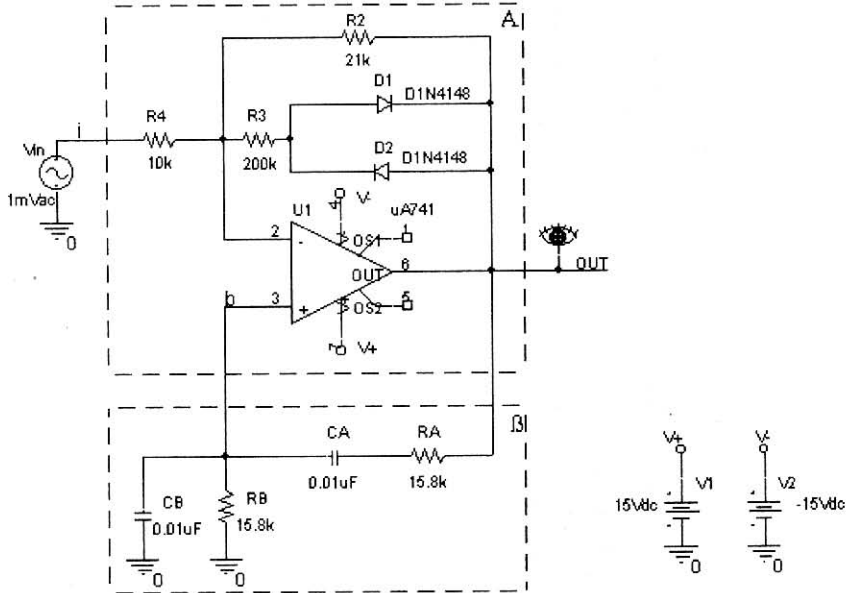 A
R2
21k
D1
D1N4148
R4
10k
R3
200k
D2
D1N4148
i
Vin
1mVac
0
U1
4
V-
uA741
1
2
-
OS1
OUT
6
OUT
b
3
+
OS2
5
7
V+
ß
CA
0.01uF
RA
15.8k
CB
0.01uF
RB
15.8k
0
0
V+
V-
V1
15Vdc
+
-
0
V2
-15Vdc
+
-
0